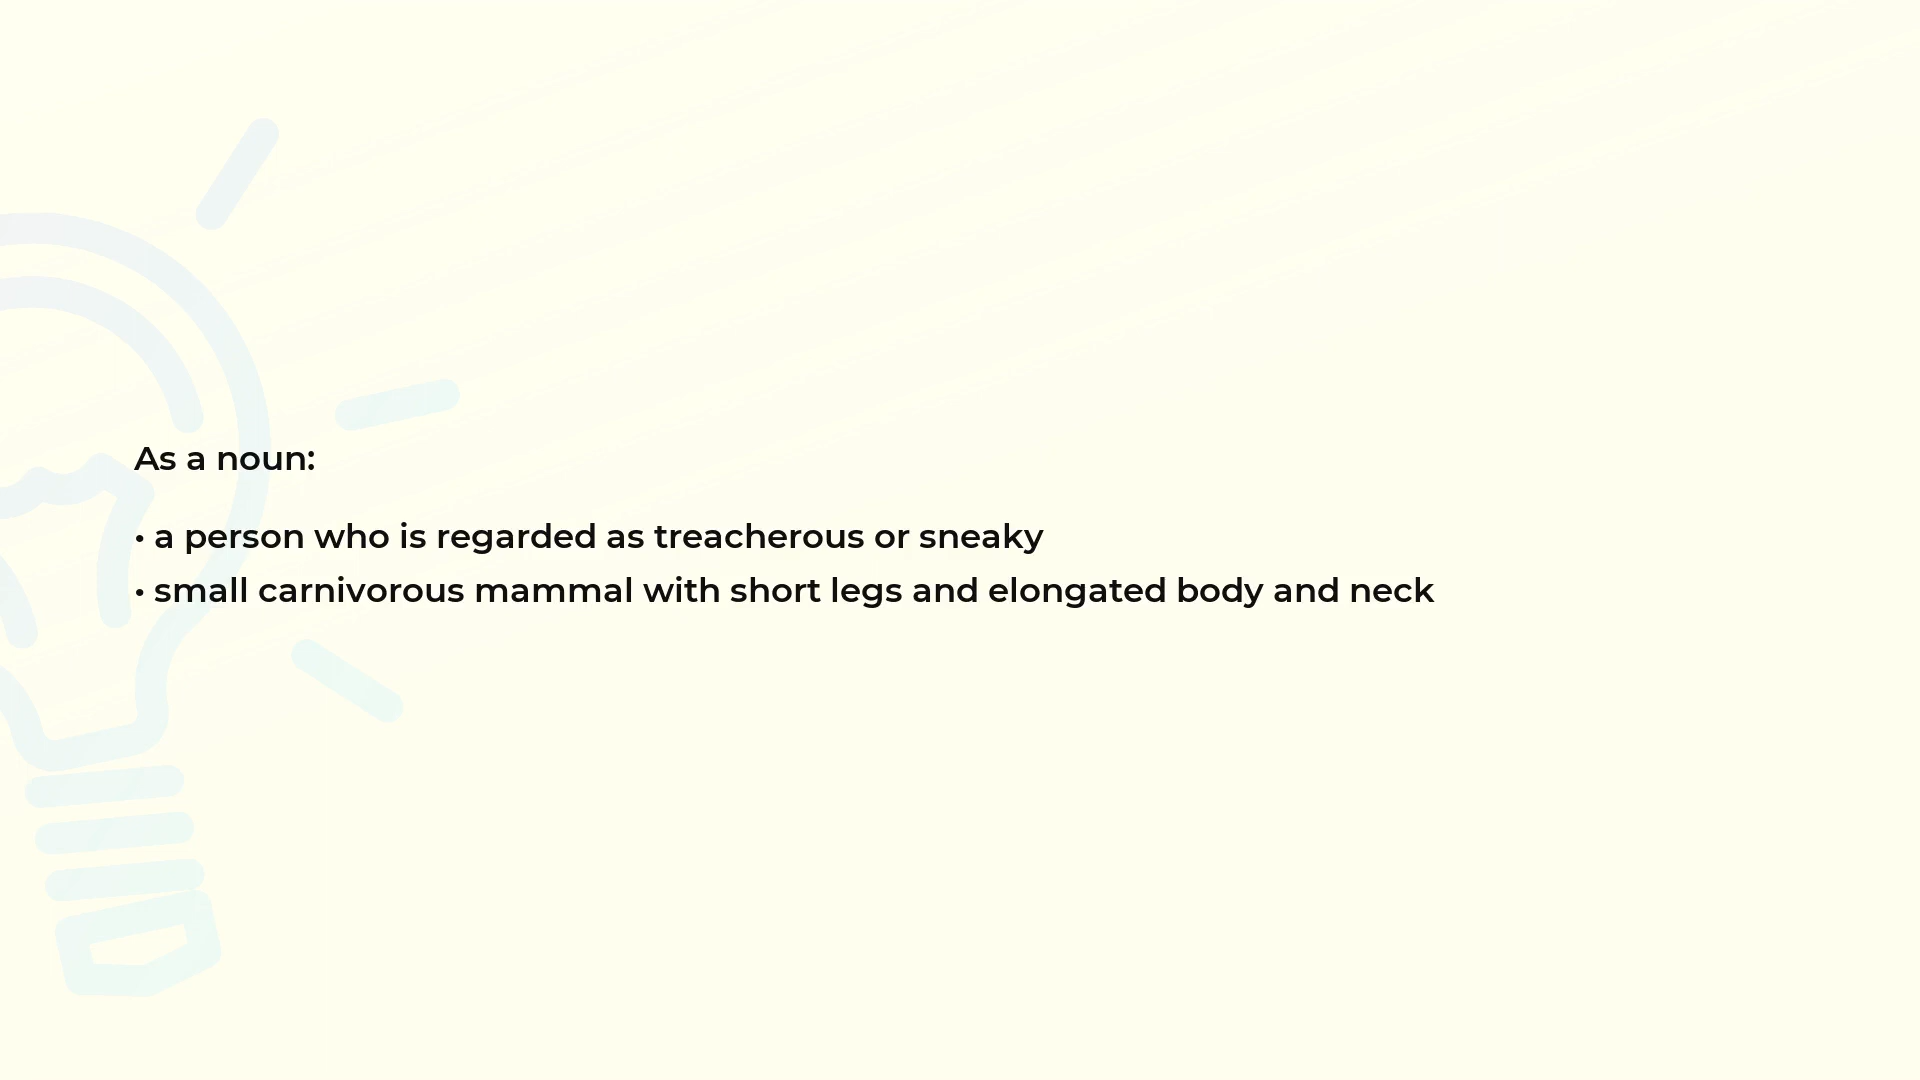 As a noun:
• a person who is regarded as treacherous or sneaky
• small carnivorous mammal with short legs and elongated body and neck